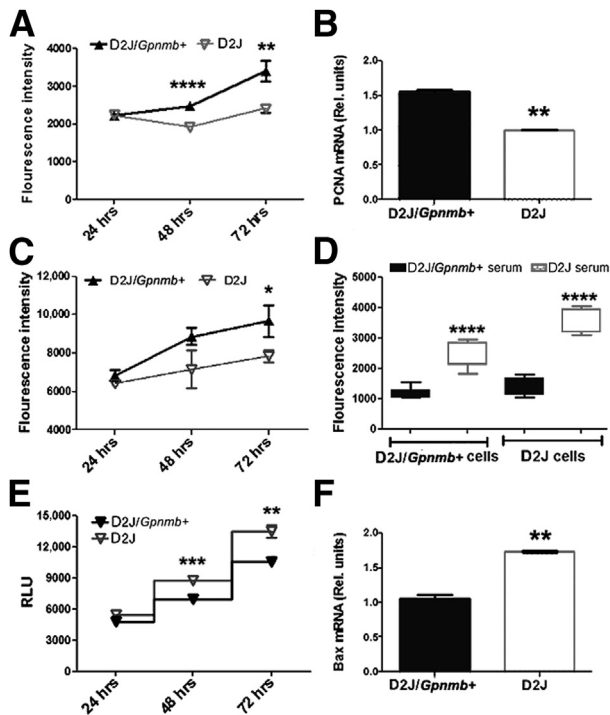 A
D2J/Gpnmb+ D2J
**
****
Flourescence intensity
4000
3000
2000
1000
0
24 hrs
48 hrs
72 hrs
B
PCNA mRNA (Rel. units)
2.0
1.5
1.0
0.5
0.0
**
D2J/Gpnmb+ D2J
C
D2J/Gpnmb+ D2J
*
Flourescence intensity
12,000
10,000
8000
6000
4000
24 hrs
48 hrs
72 hrs
D
D2J/Gpnmb+ serum D2J serum
Flourescence intensity
5000
4000
3000
2000
1000
0
****
****
D2J/Gpnmb+ cells D2J cells
E
D2J/Gpnmb+
D2J
**
***
RLU
15,000
12,000
9000
6000
3000
0
24 hrs
48 hrs
72 hrs
F
Bax mRNA (Rel. units)
2.0
1.5
1.0
0.5
0.0
**
D2J/Gpnmb+ D2J